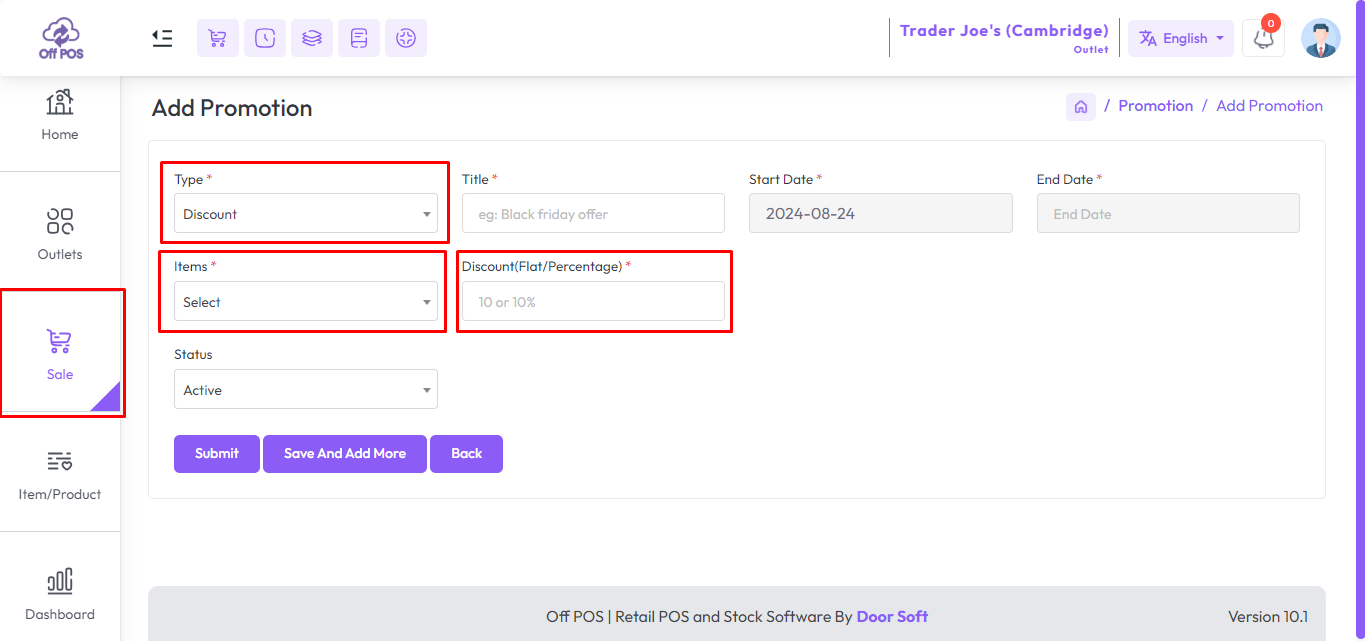 Off POS
Trader Joe's (Cambridge)
Outlet
English
0
Home
Outlets
Sale
Item/Product
Dashboard
Add Promotion
/ Promotion / Add Promotion
Type * Title * Start Date * End Date *
Discount eg: Black friday offer 2024-08-24 End Date
Items * Discount(Flat/Percentage) *
Select 10 or 10%
Status
Active
Submit Save And Add More Back
Off POS | Retail POS and Stock Software By Door Soft Version 10.1